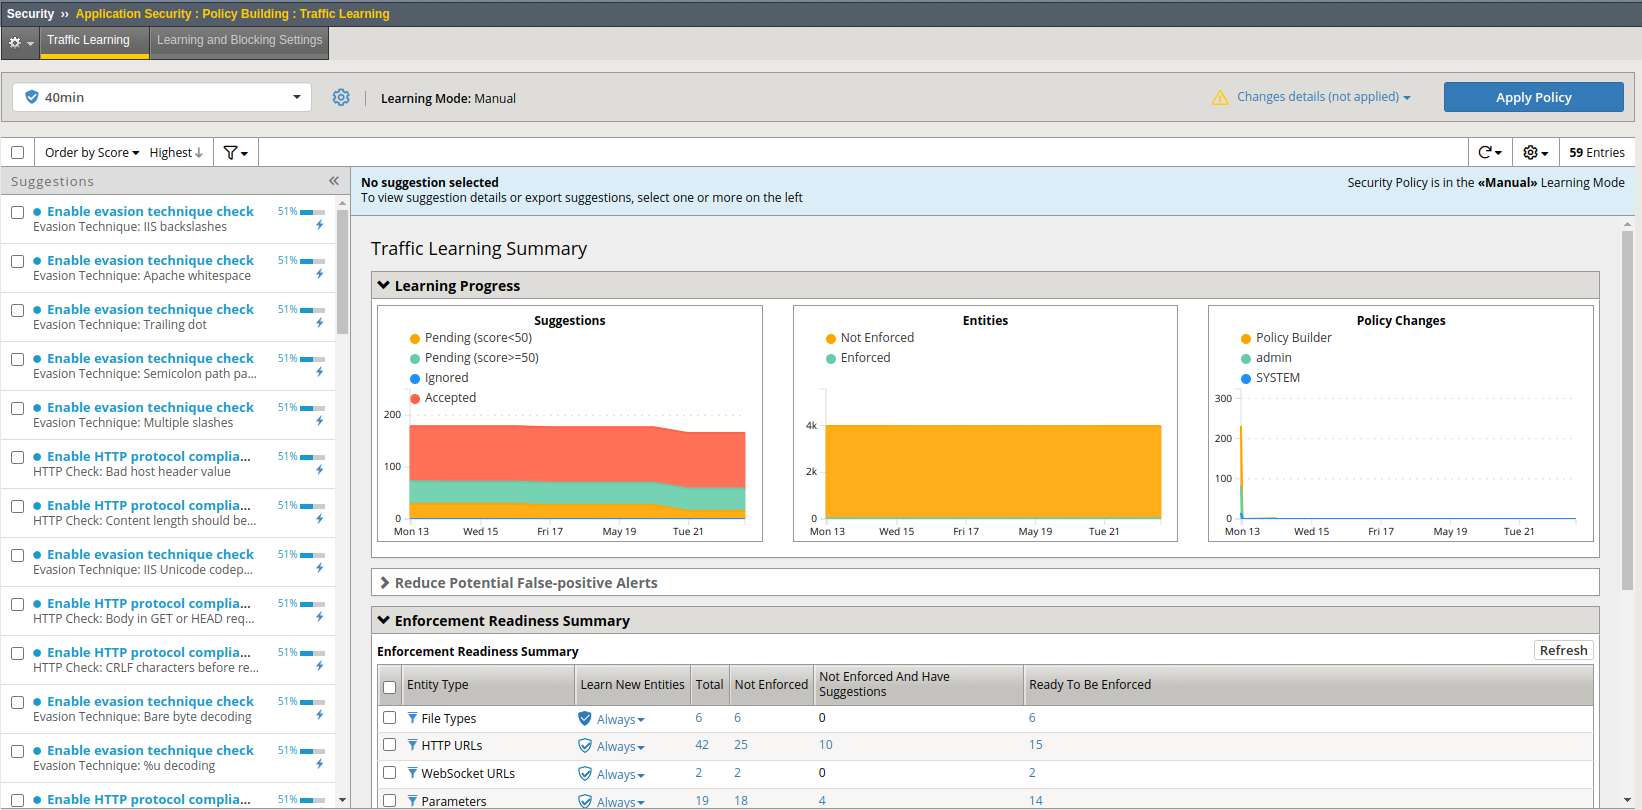 Security ›› Application Security : Policy Building : Traffic Learning
Traffic Learning
Learning and Blocking Settings
40min
Learning Mode: Manual
Changes details (not applied)
Apply Policy
Order by Score Highest
59 Entries
Suggestions
«
No suggestion selected
To view suggestion details or export suggestions, select one or more on the left
Security Policy is in the «Manual» Learning Mode
Enable evasion technique check 51%
Evasion Technique: IIS backslashes
Enable evasion technique check 51%
Evasion Technique: Apache whitespace
Enable evasion technique check 51%
Evasion Technique: Trailing dot
Enable evasion technique check 51%
Evasion Technique: Semicolon path pa...
Enable evasion technique check 51%
Evasion Technique: Multiple slashes
Enable HTTP protocol complia... 51%
HTTP Check: Bad host header value
Enable HTTP protocol complia... 51%
HTTP Check: Content length should be...
Enable evasion technique check 51%
Evasion Technique: IIS Unicode codep...
Enable HTTP protocol complia... 51%
HTTP Check: Body in GET or HEAD req...
Enable HTTP protocol complia... 51%
HTTP Check: CRLF characters before re...
Enable evasion technique check 51%
Evasion Technique: Bare byte decoding
Enable evasion technique check 51%
Evasion Technique: %u decoding
Enable HTTP protocol complia... 51%
Traffic Learning Summary
Learning Progress
Suggestions
Pending (score<50)
Pending (score>=50)
Ignored
Accepted
200
100
0
Mon 13 Wed 15 Fri 17 May 19 Tue 21
Entities
Not Enforced
Enforced
4k
2k
0
Mon 13 Wed 15 Fri 17 May 19 Tue 21
Policy Changes
Policy Builder
admin
SYSTEM
300
200
100
0
Mon 13 Wed 15 Fri 17 May 19 Tue 21
Reduce Potential False-positive Alerts
Enforcement Readiness Summary
Enforcement Readiness Summary
Refresh
Entity Type Learn New Entities Total Not Enforced Not Enforced And Have Suggestions Ready To Be Enforced
File Types Always 6 6 0 6
HTTP URLs Always 42 25 10 15
WebSocket URLs Always 2 2 0 2
Parameters Always 19 18 4 14